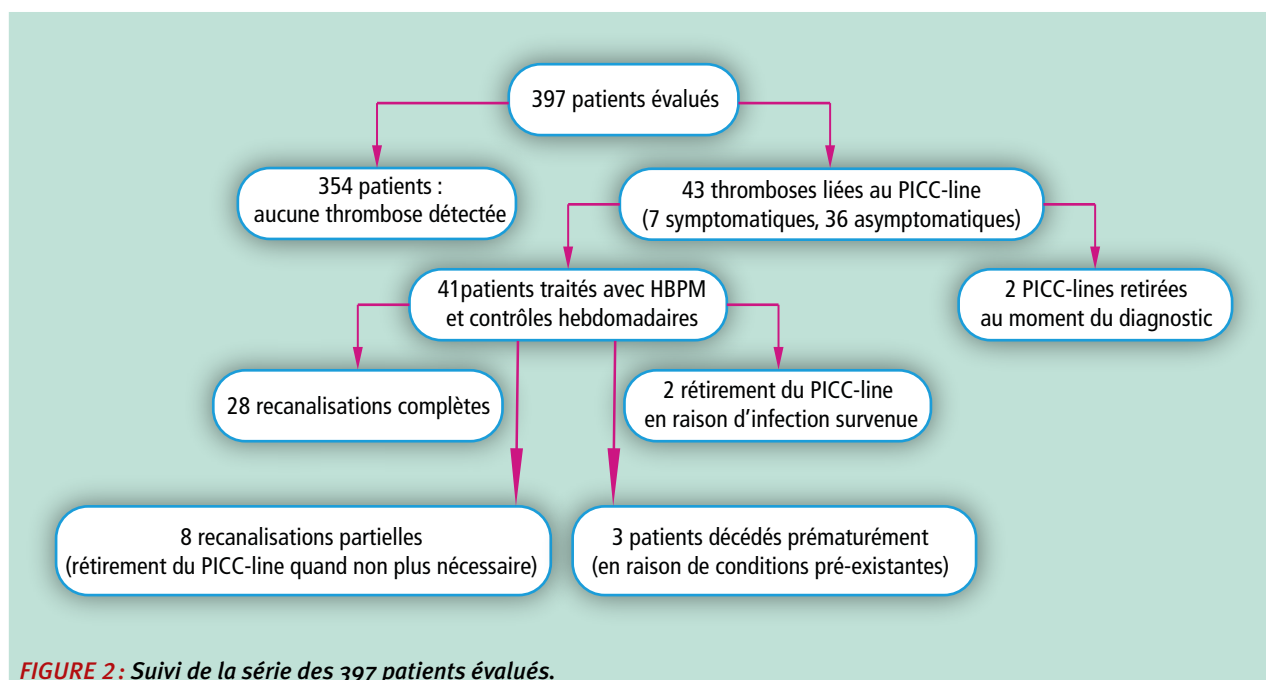 397 patients évalués
354 patients :
aucune thrombose détectée
43 thromboses liées au PICC-line
(7 symptomatiques, 36 asymptomatiques)
41patients traités avec HBPM
et contrôles hebdomadaires
2 PICC-lines retirées
au moment du diagnostic
28 recanalisations complètes
2 rétirement du PICC-line
en raison d'infection survenue
8 recanalisations partielles
(rétirement du PICC-line quand non plus nécessaire)
3 patients décédés prématurément
(en raison de conditions pré-existantes)
FIGURE 2 : Suivi de la série des 397 patients évalués.